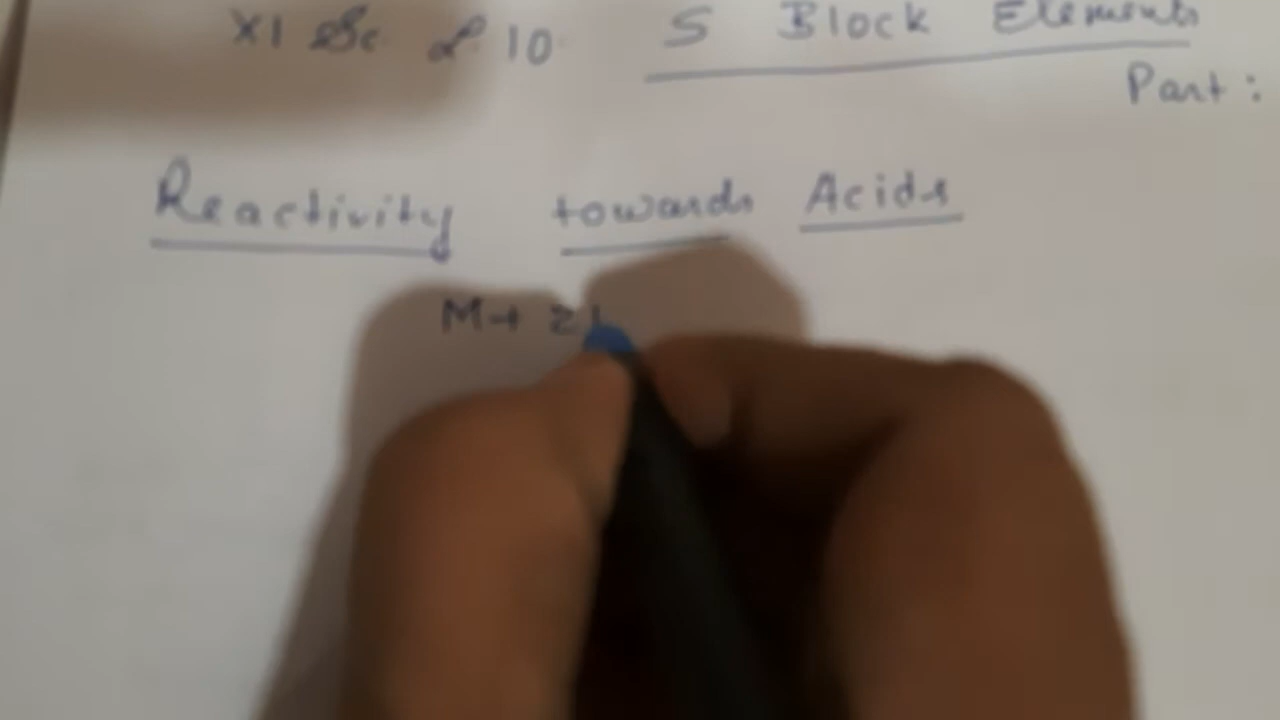 XI Sc L 10 S Block Elements
Part :
Reactivity towards Acids
M + 2